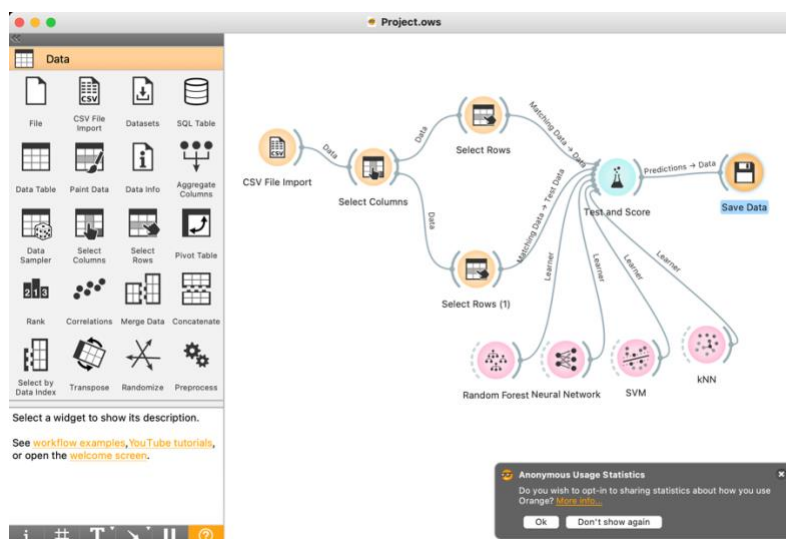 Project.ows
Data
File
CSV File
Import
Datasets
SQL Table
Data Table
Paint Data
Data Info
Aggregate
Columns
Data
Sampler
Select
Columns
Select
Rows
Pivot Table
Rank
Correlations
Merge Data
Concatenate
Select by
Data Index
Transpose
Randomize
Preprocess
Select a widget to show its description.
See workflow examples, YouTube tutorials,
or open the welcome screen.
CSV
CSV File Import
Data
Select Columns
Data
Select Rows
Matching Data → Data
Data
Select Rows (1)
Matching Data → Test Data
Test and Score
Predictions → Data
Save Data
Learner
Learner
Learner
Learner
Random Forest
Neural Network
SVM
kNN
Anonymous Usage Statistics
Do you wish to opt-in to sharing statistics about how you use
Orange? More info...
Ok
Don't show again